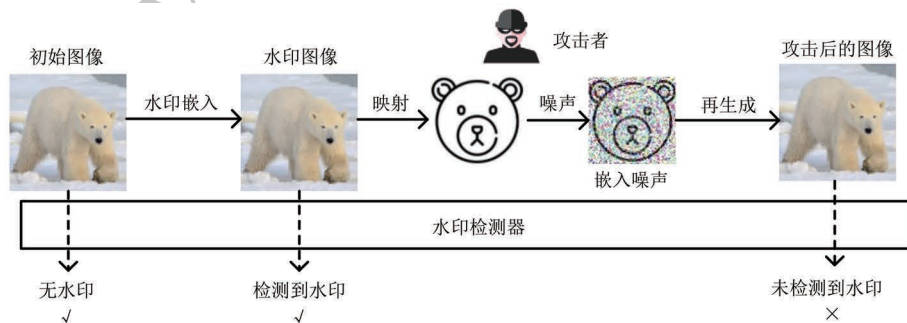 攻击者
初始图像
水印图像
攻击后的图像
水印嵌入
映射
噪声
再生成
嵌入噪声
水印检测器
无水印
检测到水印
未检测到水印
√
√
×